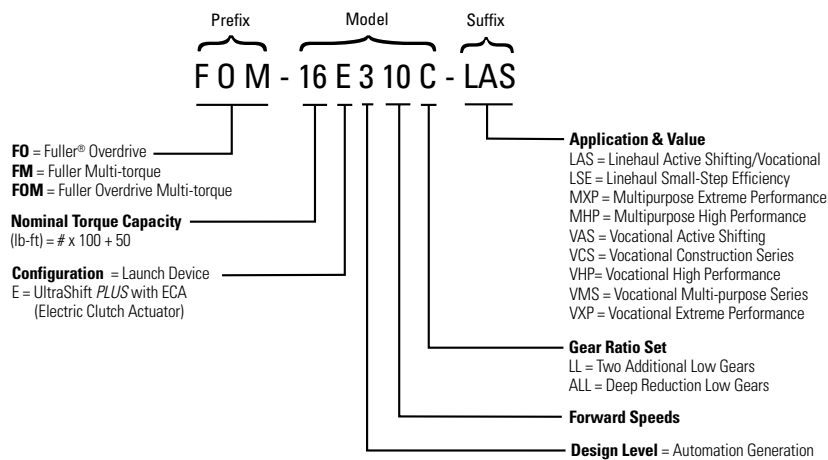 Prefix Model Suffix
F O M - 16 E 3 10 C - LAS
FO = Fuller® Overdrive
FM = Fuller Multi-torque
FOM = Fuller Overdrive Multi-torque
Nominal Torque Capacity
(lb-ft) = # x 100 + 50
Configuration = Launch Device
E = UltraShift PLUS with ECA
(Electric Clutch Actuator)
Application & Value
LAS = Linehaul Active Shifting/Vocational
LSE = Linehaul Small-Step Efficiency
MXP = Multipurpose Extreme Performance
MHP = Multipurpose High Performance
VAS = Vocational Active Shifting
VCS = Vocational Construction Series
VHP= Vocational High Performance
VMS = Vocational Multi-purpose Series
VXP = Vocational Extreme Performance
Gear Ratio Set
LL = Two Additional Low Gears
ALL = Deep Reduction Low Gears
Forward Speeds
Design Level = Automation Generation